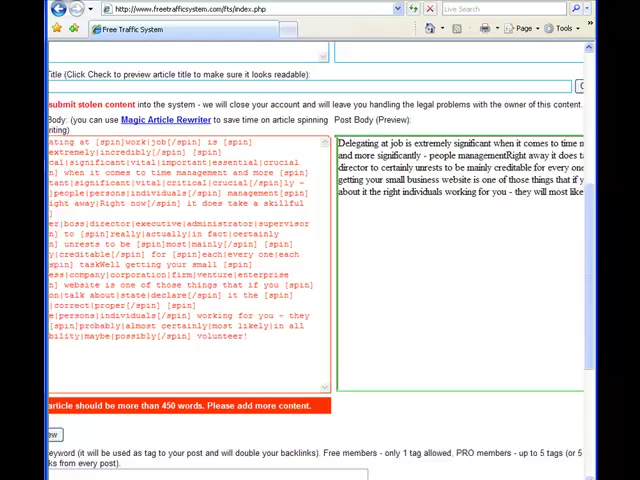 http://www.freetrafficsystem.com/fts/index.php
Live Search
Free Traffic System
Page
Tools
Title (Click Check to preview article title to make sure it looks readable):
submit stolen content into the system - we will close your account and will leave you handling the legal problems with the owner of this content.
Body: (you can use Magic Article Rewriter to save time on article spinning
riting)
Post Body (Preview):
ating at [spin]work|job[/spin] is [spin]
extremely|incredibly[/spin] [spin]
cal|significant|vital|important|essential|crucial
when it comes to time management and more [spin]
tant|significant|vital|critical|crucial[/spin]ly -
e|persons|individuals[/spin] management[spin]
ight away|Right now[/spin] it does take a skillful
er|boss|director|executive|administrator|supervisor
to [spin]really|actually|in fact|certainly
unrests to be [spin]most|mainly[/spin] [spin]
y|creditable[/spin] for [spin]each|every one|each
[/spin] taskWell getting your small [spin]
ess|company|corporation|firm|venture|enterprise
website is one of those things that if you [spin]
on|talk about|state|declare[/spin] it the [spin]
|correct|proper[/spin] [spin]
e|persons|individuals[/spin] working for you - they
[spin]probably|almost certainly|most likely|in all
bility|maybe|possibly[/spin] volunteer!
Delegating at job is extremely significant when it comes to time m
and more significantly - people managementRight away it does ta
director to certainly unrests to be mainly creditable for every one
getting your small business website is one of those things that if y
about it the right individuals working for you - they will most like
article should be more than 450 words. Please add more content.
ew
eyword (it will be used as tag to your post and will double your backlinks). Free members - only 1 tag allowed, PRO members - up to 5 tags (or 5
ks from every post).